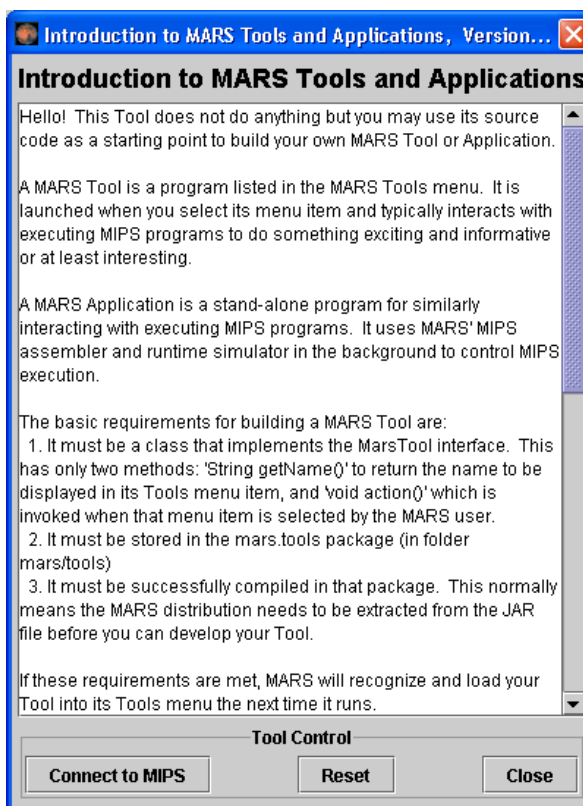 Introduction to MARS Tools and Applications, Version...
Introduction to MARS Tools and Applications
Hello! This Tool does not do anything but you may use its source
code as a starting point to build your own MARS Tool or Application.
A MARS Tool is a program listed in the MARS Tools menu. It is
launched when you select its menu item and typically interacts with
executing MIPS programs to do something exciting and informative
or at least interesting.
A MARS Application is a stand-alone program for similarly
interacting with executing MIPS programs. It uses MARS' MIPS
assembler and runtime simulator in the background to control MIPS
execution.
The basic requirements for building a MARS Tool are:
1. It must be a class that implements the MarsTool interface. This
has only two methods: 'String getName()' to return the name to be
displayed in its Tools menu item, and 'void action()' which is
invoked when that menu item is selected by the MARS user.
2. It must be stored in the mars.tools package (in folder
mars/tools)
3. It must be successfully compiled in that package. This normally
means the MARS distribution needs to be extracted from the JAR
file before you can develop your Tool.
If these requirements are met, MARS will recognize and load your
Tool into its Tools menu the next time it runs.
Tool Control
Connect to MIPS
Reset
Close